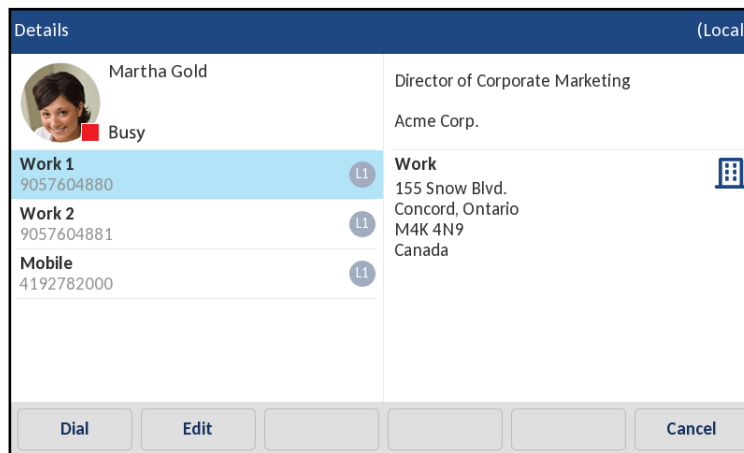 Details
(Local
Martha Gold
Busy
Work 1
9057604880
L1
Work 2
9057604881
L1
Mobile
4192782000
L1
Director of Corporate Marketing
Acme Corp.
Work
155 Snow Blvd.
Concord, Ontario
M4K 4N9
Canada
Dial
Edit
Cancel